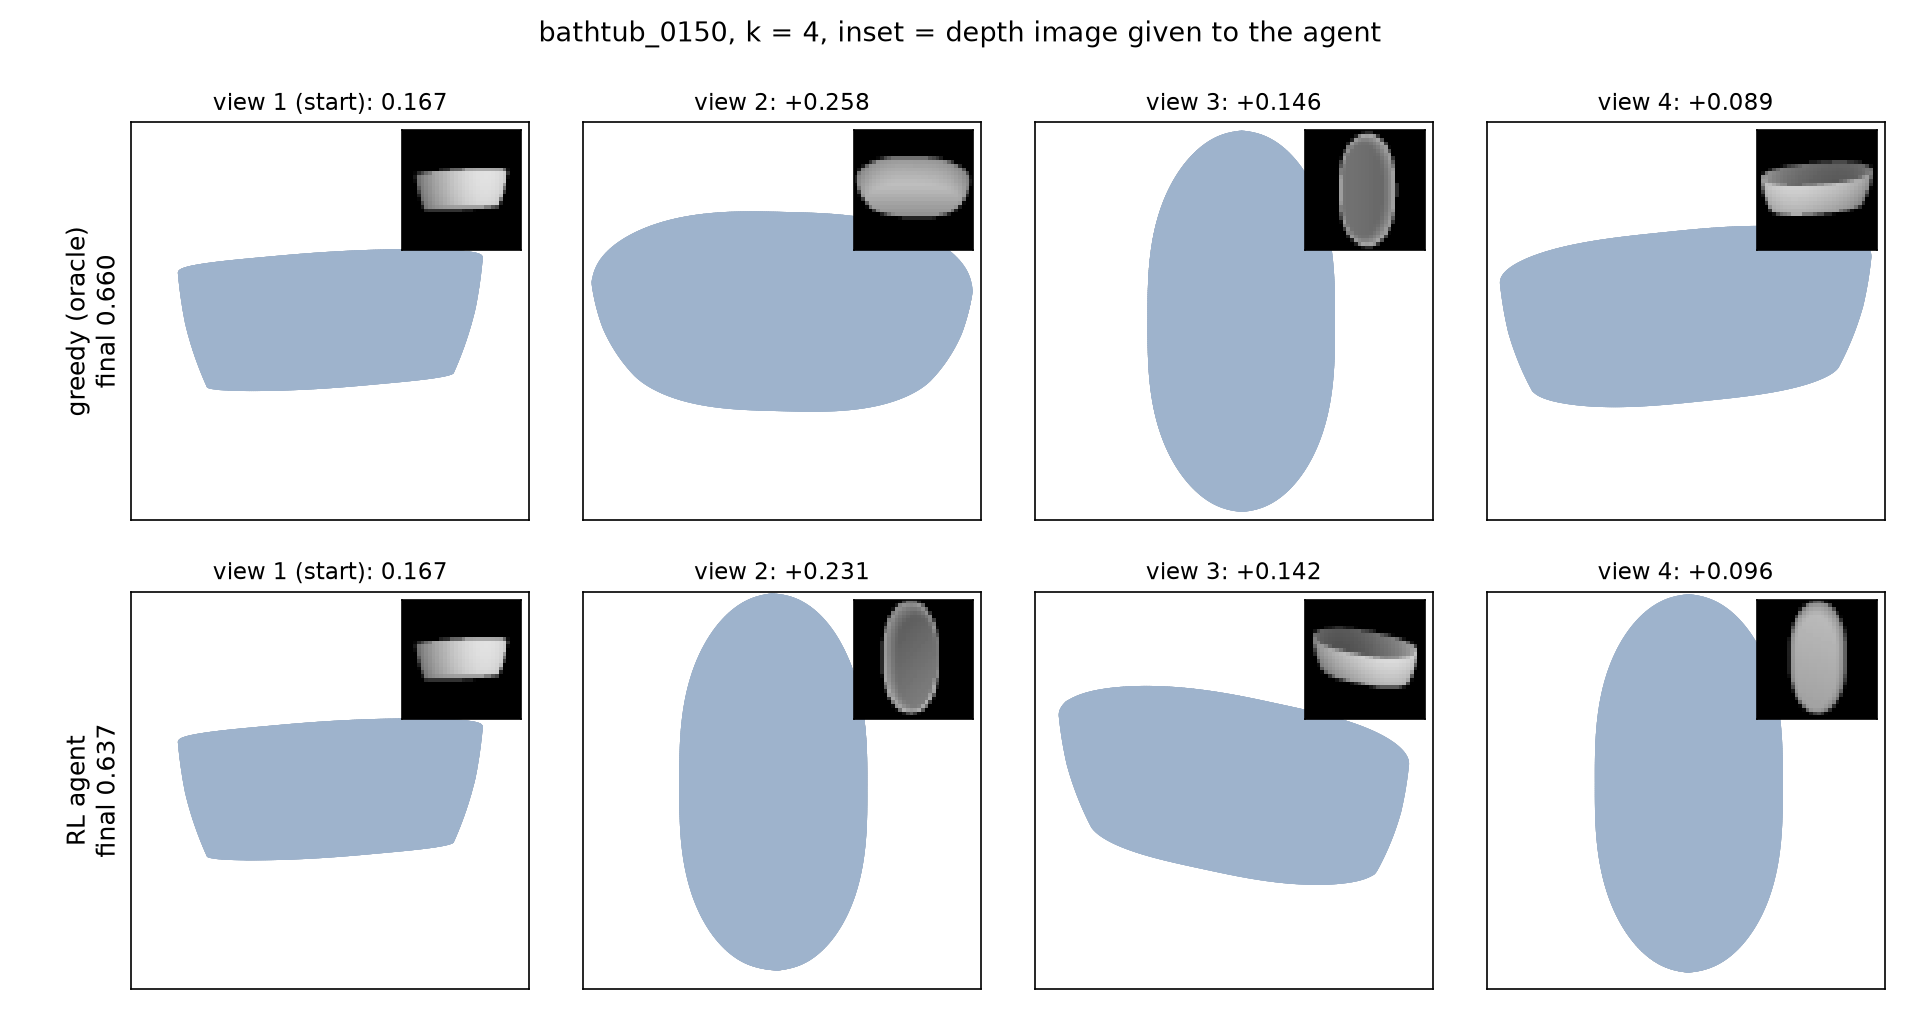 bathtub_0150, k = 4, inset = depth image given to the agent
view 1 (start): 0.167
view 2: +0.258
view 3: +0.146
view 4: +0.089
greedy (oracle)
final 0.660
view 1 (start): 0.167
view 2: +0.231
view 3: +0.142
view 4: +0.096
RL agent
final 0.637